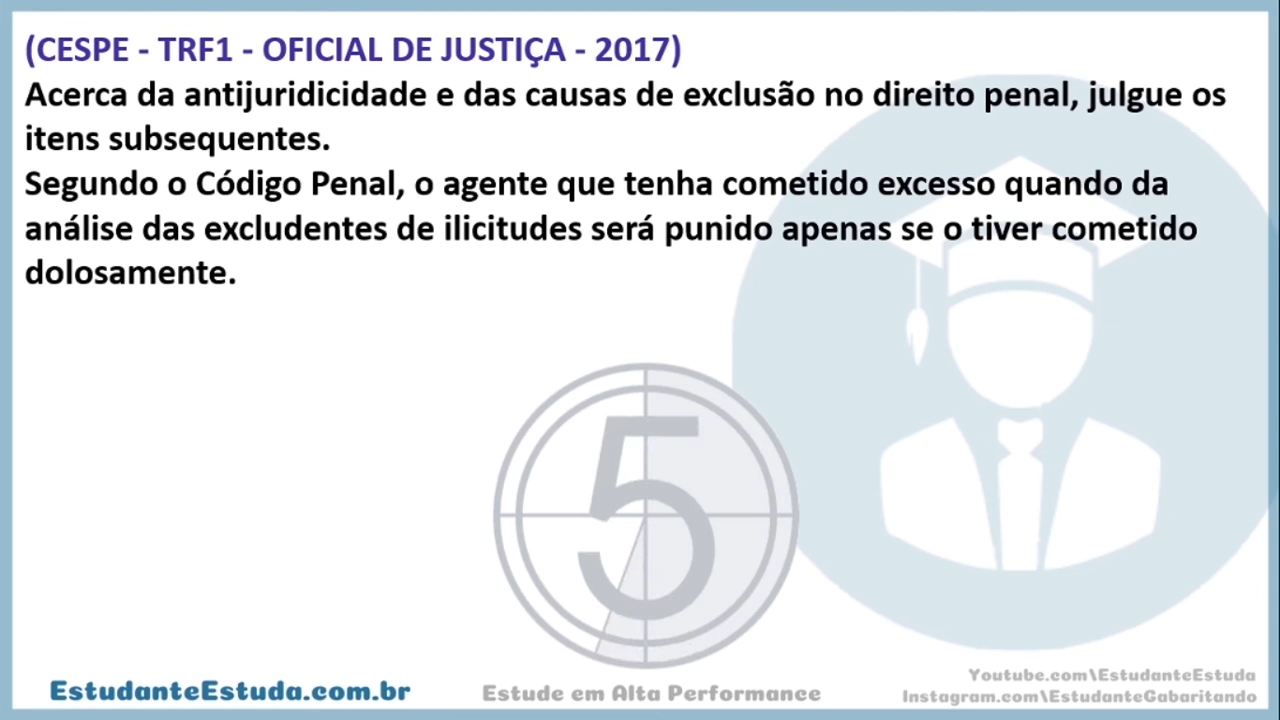 (CESPE - TRF1 - OFICIAL DE JUSTIÇA - 2017)
Acerca da antijuridicidade e das causas de exclusão no direito penal, julgue os
itens subsequentes.
Segundo o Código Penal, o agente que tenha cometido excesso quando da
análise das excludentes de ilicitudes será punido apenas se o tiver cometido
dolosamente.
5
EstudanteEstuda.com.br
Estude em Alta Performance
Youtube.com\EstudanteEstuda
Instagram.com\EstudanteGabaritando